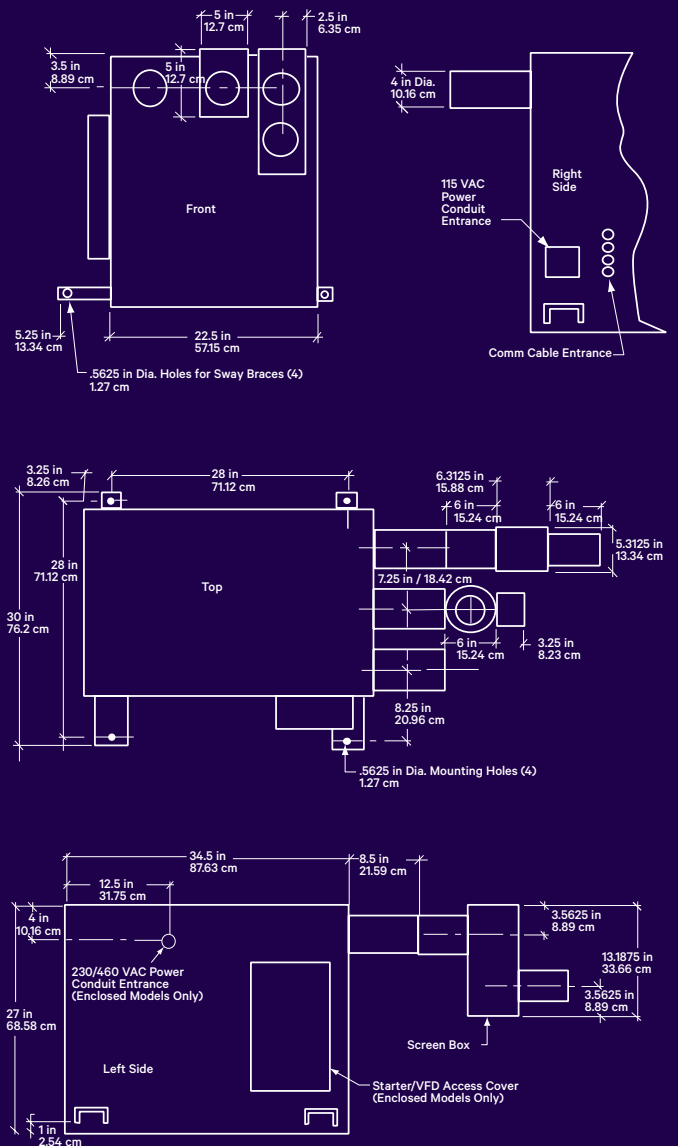 5 in
12.7 cm
2.5 in
6.35 cm
3.5 in
8.89 cm
5 in
12.7 cm
Front
5.25 in
13.34 cm
22.5 in
57.15 cm
.5625 in Dia. Holes for Sway Braces (4)
1.27 cm
4 in Dia.
10.16 cm
115 VAC
Power
Conduit
Entrance
Right
Side
Comm Cable Entrance
3.25 in
8.26 cm
28 in
71.12 cm
6.3125 in
15.88 cm
6 in
15.24 cm
6 in
15.24 cm
5.3125 in
13.34 cm
28 in
71.12 cm
Top
7.25 in / 18.42 cm
30 in
76.2 cm
6 in
15.24 cm
3.25 in
8.23 cm
8.25 in
20.96 cm
.5625 in Dia. Mounting Holes (4)
1.27 cm
34.5 in
87.63 cm
8.5 in
21.59 cm
12.5 in
31.75 cm
4 in
10.16 cm
3.5625 in
8.89 cm
230/460 VAC Power
Conduit Entrance
(Enclosed Models Only)
13.1875 in
33.66 cm
3.5625 in
8.89 cm
27 in
68.58 cm
Screen Box
Left Side
Starter/VFD Access Cover
(Enclosed Models Only)
1 in
2.54 cm